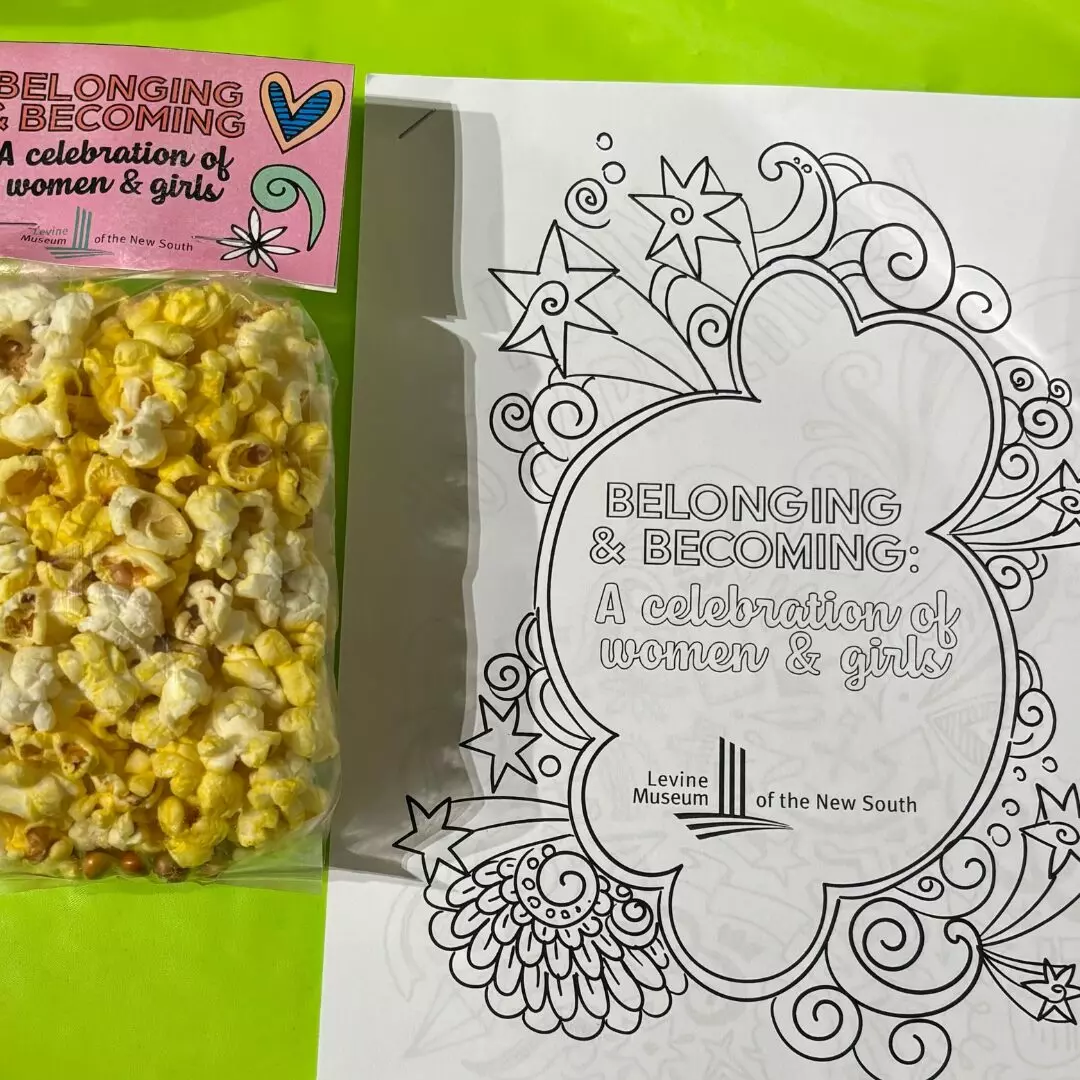 BELONGING
& BECOMING
A celebration of
women & girls
Levine
Museum of the New South
BELONGING
& BECOMING:
A celebration of
women & girls
Levine
Museum of the New South